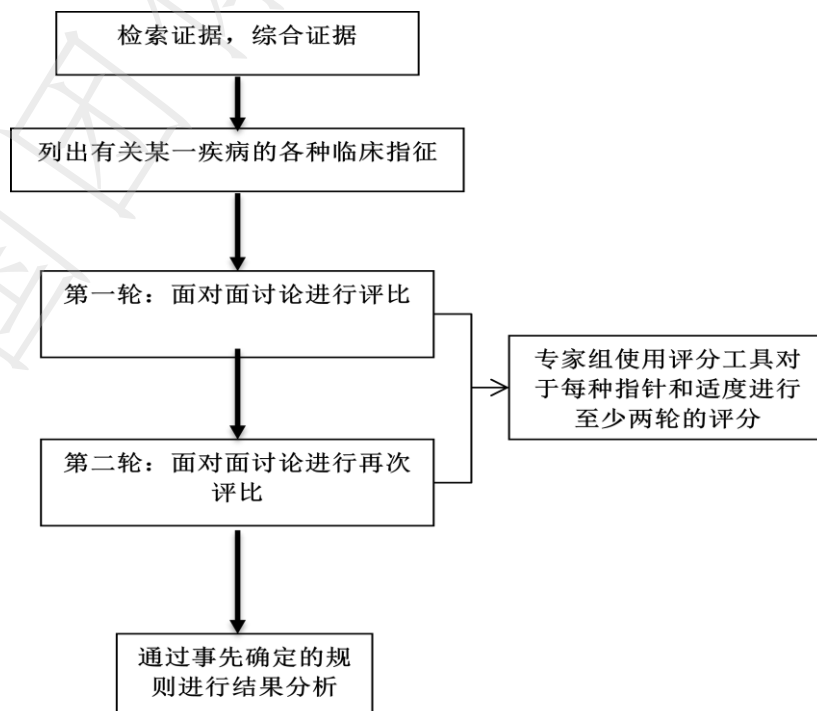 检索证据，综合证据
列出有关某一疾病的各种临床指征
第一轮：面对面讨论进行评比
专家组使用评分工具对
于每种指针和适度进行
至少两轮的评分
第二轮：面对面讨论进行再次
评比
通过事先确定的规
则进行结果分析